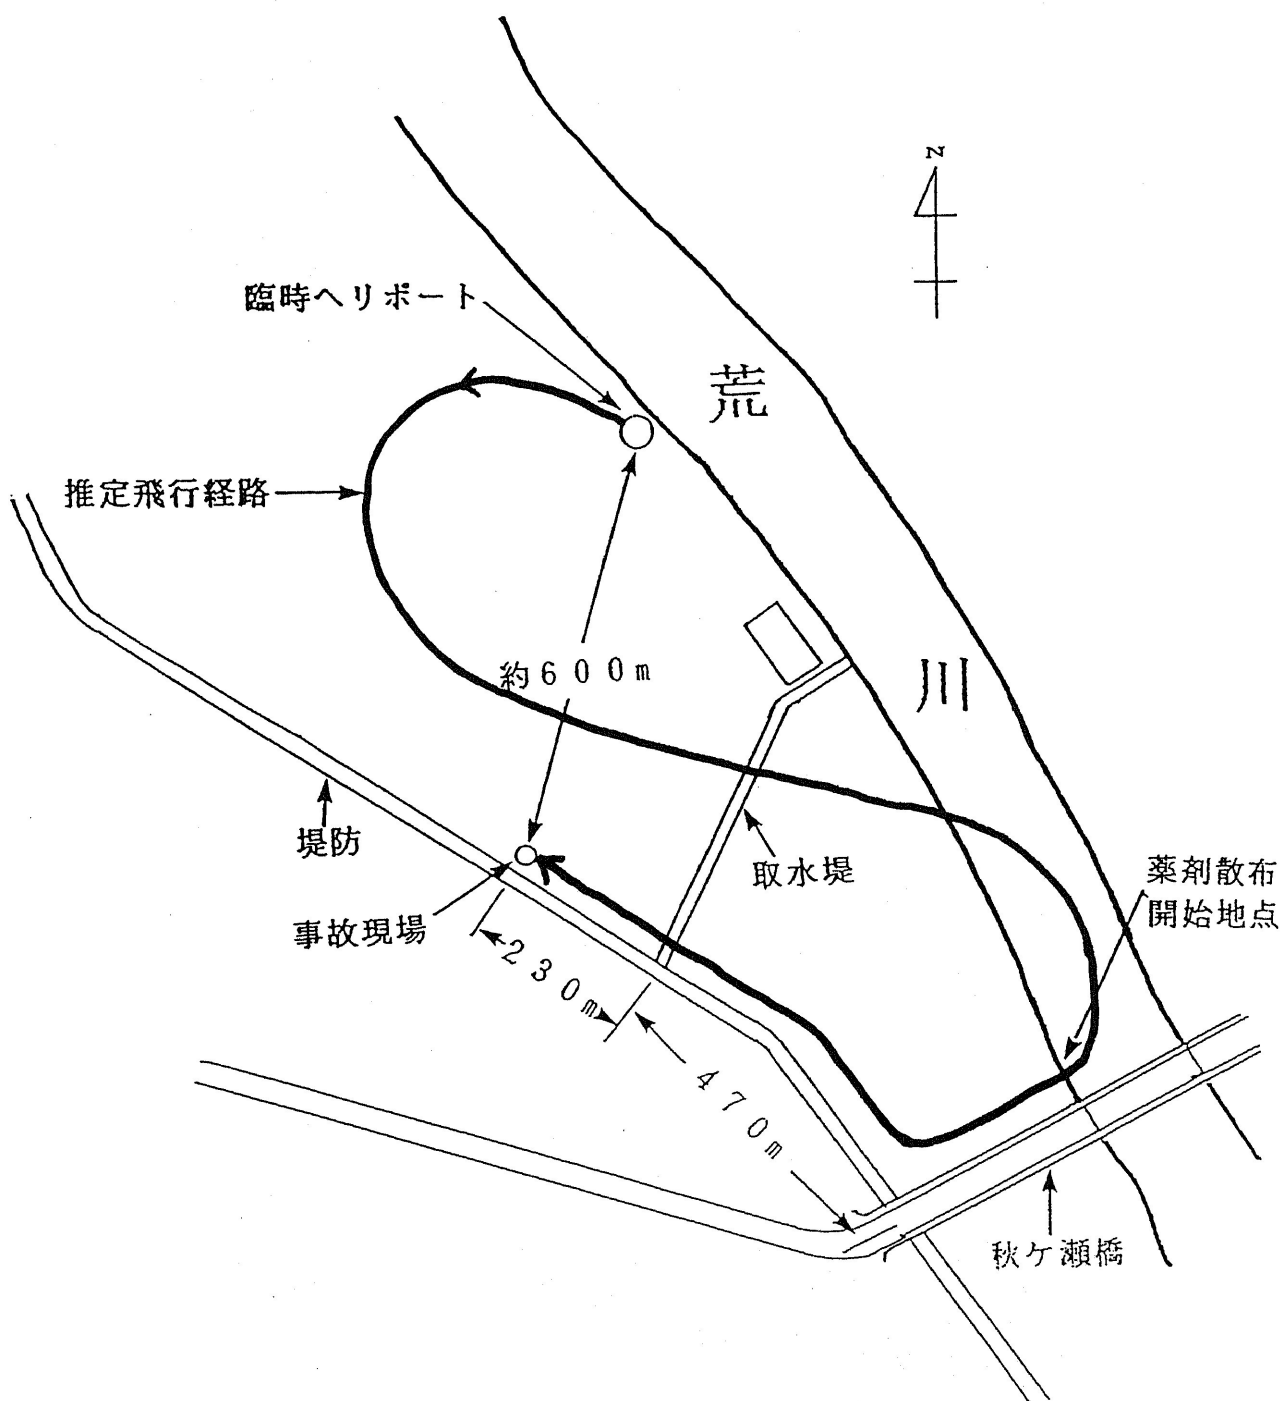 N
臨時ヘリポート
荒
川
推定飛行経路
約600m
堤防
取水堤
薬剤散布
開始地点
事故現場
230m
470m
秋ケ瀬橋